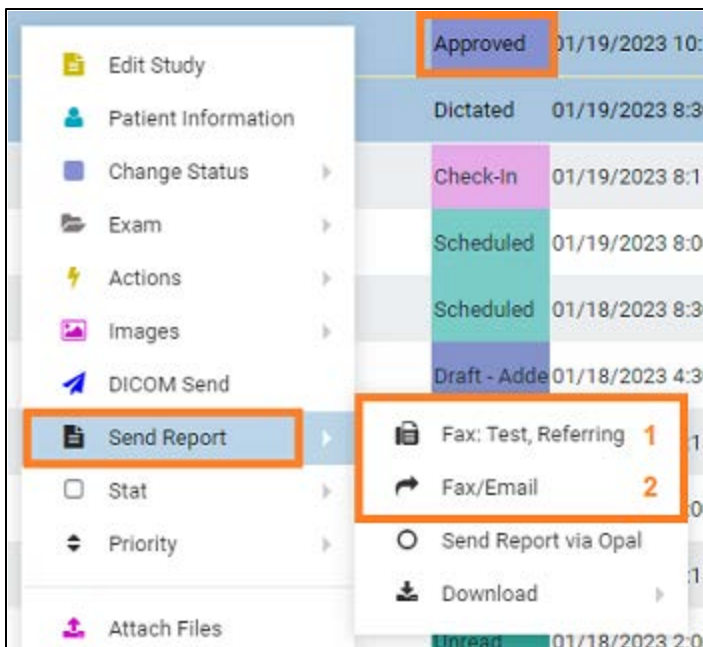 Approved 01/19/2023 10:
Edit Study
Patient Information
Dictated 01/19/2023 8:3
Change Status
Check-In 01/19/2023 8:1
Exam
Scheduled 01/19/2023 8:0
Actions
Scheduled 01/18/2023 8:3
Images
DICOM Send
Draft - Adde 01/18/2023 4:3
Send Report
Fax: Test, Referring 1
:1
Stat
Fax/Email 2
:0
Priority
Send Report via Opal
Download
:1
Attach Files
Unread 01/18/2023 2:0